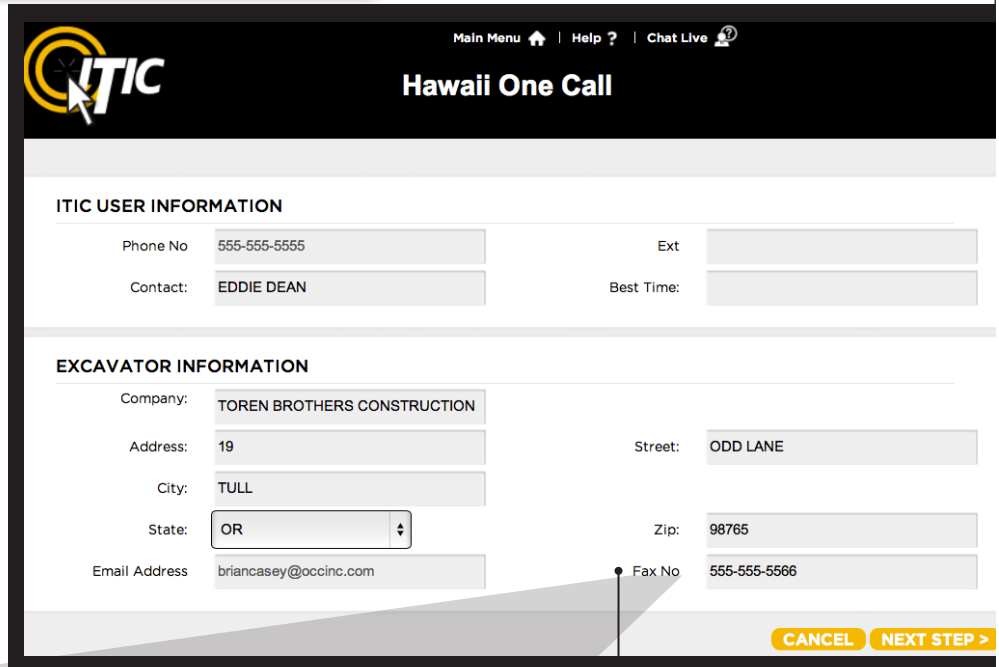 ITIC
Main Menu | Help ? | Chat Live ?
Hawaii One Call
ITIC USER INFORMATION
Phone No 555-555-5555 Ext
Contact: EDDIE DEAN Best Time:
EXCAVATOR INFORMATION
Company: TOREN BROTHERS CONSTRUCTION
Address: 19 Street: ODD LANE
City: TULL
State: OR Zip: 98765
Email Address briancasey@occinc.com Fax No 555-555-5566
CANCEL NEXT STEP >